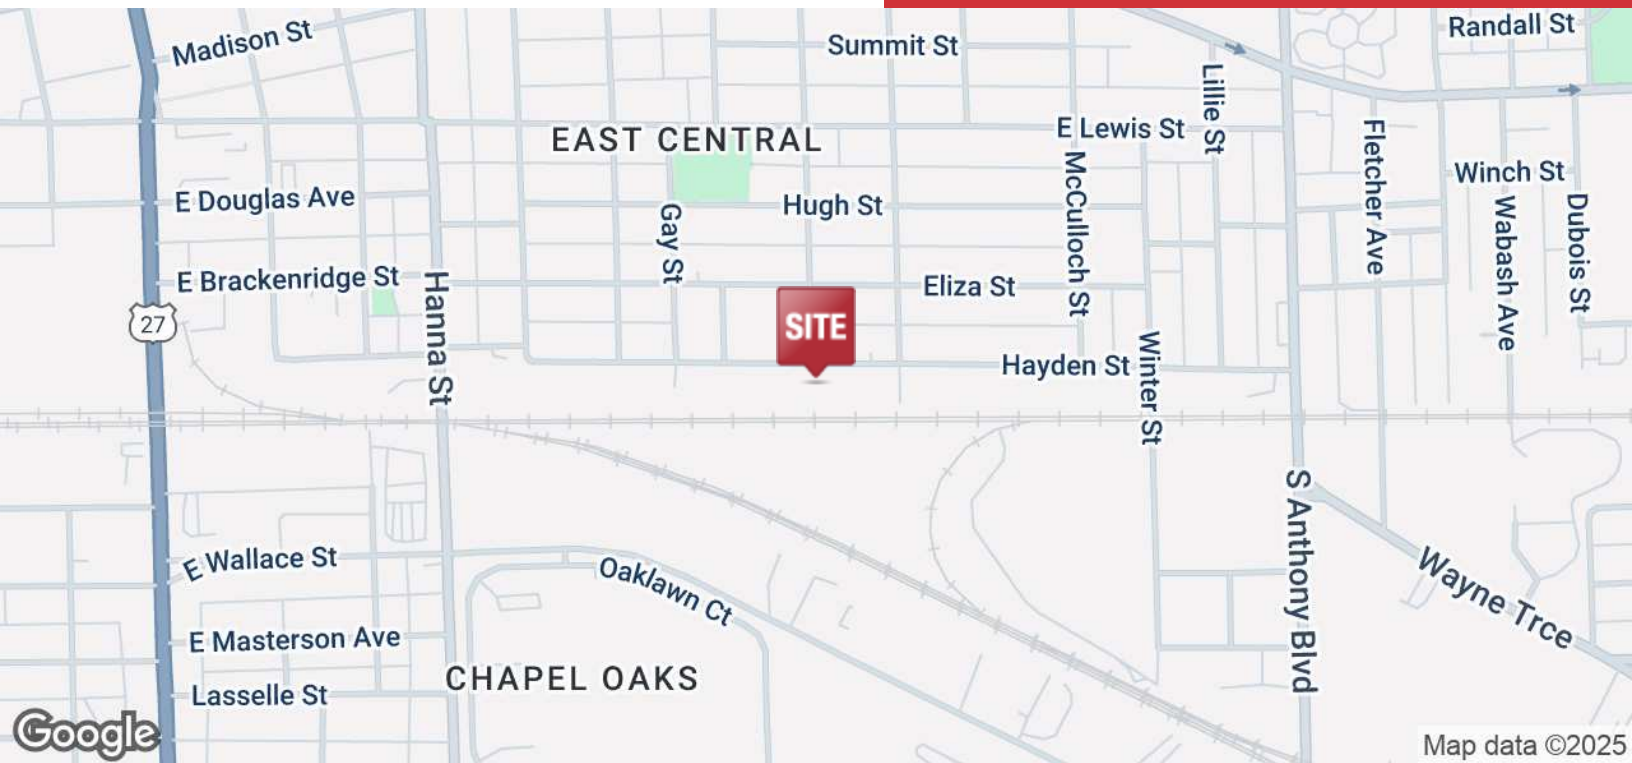 Madison St
Summit St
Randall St
Lillie St
EAST CENTRAL
E Lewis St
Fletcher Ave
McCulloch St
Winch St
E Douglas Ave
Hugh St
Gay St
Wabash Ave
Dubois St
E Brackenridge St
Hanna St
Eliza St
27
SITE
Hayden St
Winter St
S Anthony Blvd
E Wallace St
Oaklawn Ct
Wayne Trce
E Masterson Ave
CHAPEL OAKS
Lasselle St
Google
Map data ©2025